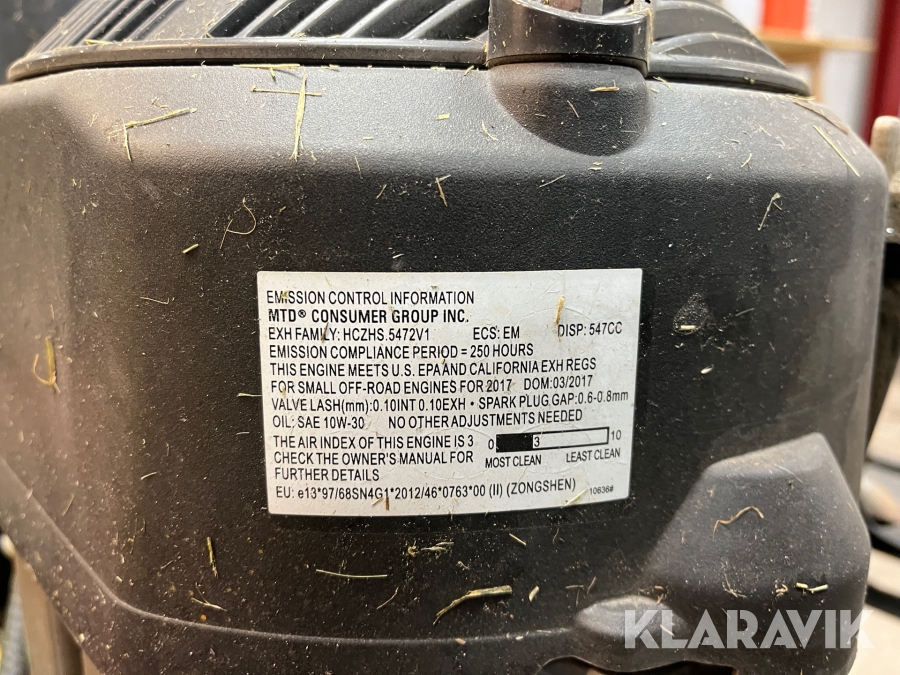 EMISSION CONTROL INFORMATION
MTD® CONSUMER GROUP INC.
EXH FAMILY: HCZHS.5472V1 ECS: EM DISP: 547CC
EMISSION COMPLIANCE PERIOD = 250 HOURS
THIS ENGINE MEETS U.S. EPA AND CALIFORNIA EXH REGS
FOR SMALL OFF-ROAD ENGINES FOR 2017 DOM:03/2017
VALVE LASH(mm):0.10INT 0.10EXH • SPARK PLUG GAP:0.6-0.8mm
OIL: SAE 10W-30 NO OTHER ADJUSTMENTS NEEDED
THE AIR INDEX OF THIS ENGINE IS 3 0 3 10
CHECK THE OWNER'S MANUAL FOR MOST CLEAN LEAST CLEAN
FURTHER DETAILS
EU: e13*97/68SN4G1*2012/46*0763*00 (II) (ZONGSHEN) 10636#
KLARAVIK